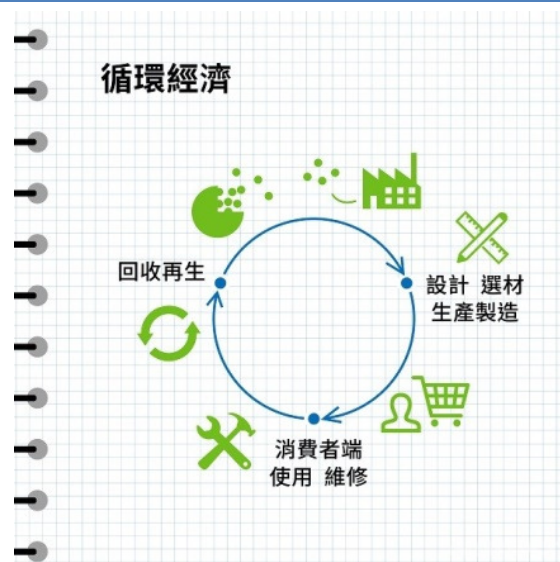 循環經濟
回收再生
設計 選材
生產製造
消費者端
使用 維修